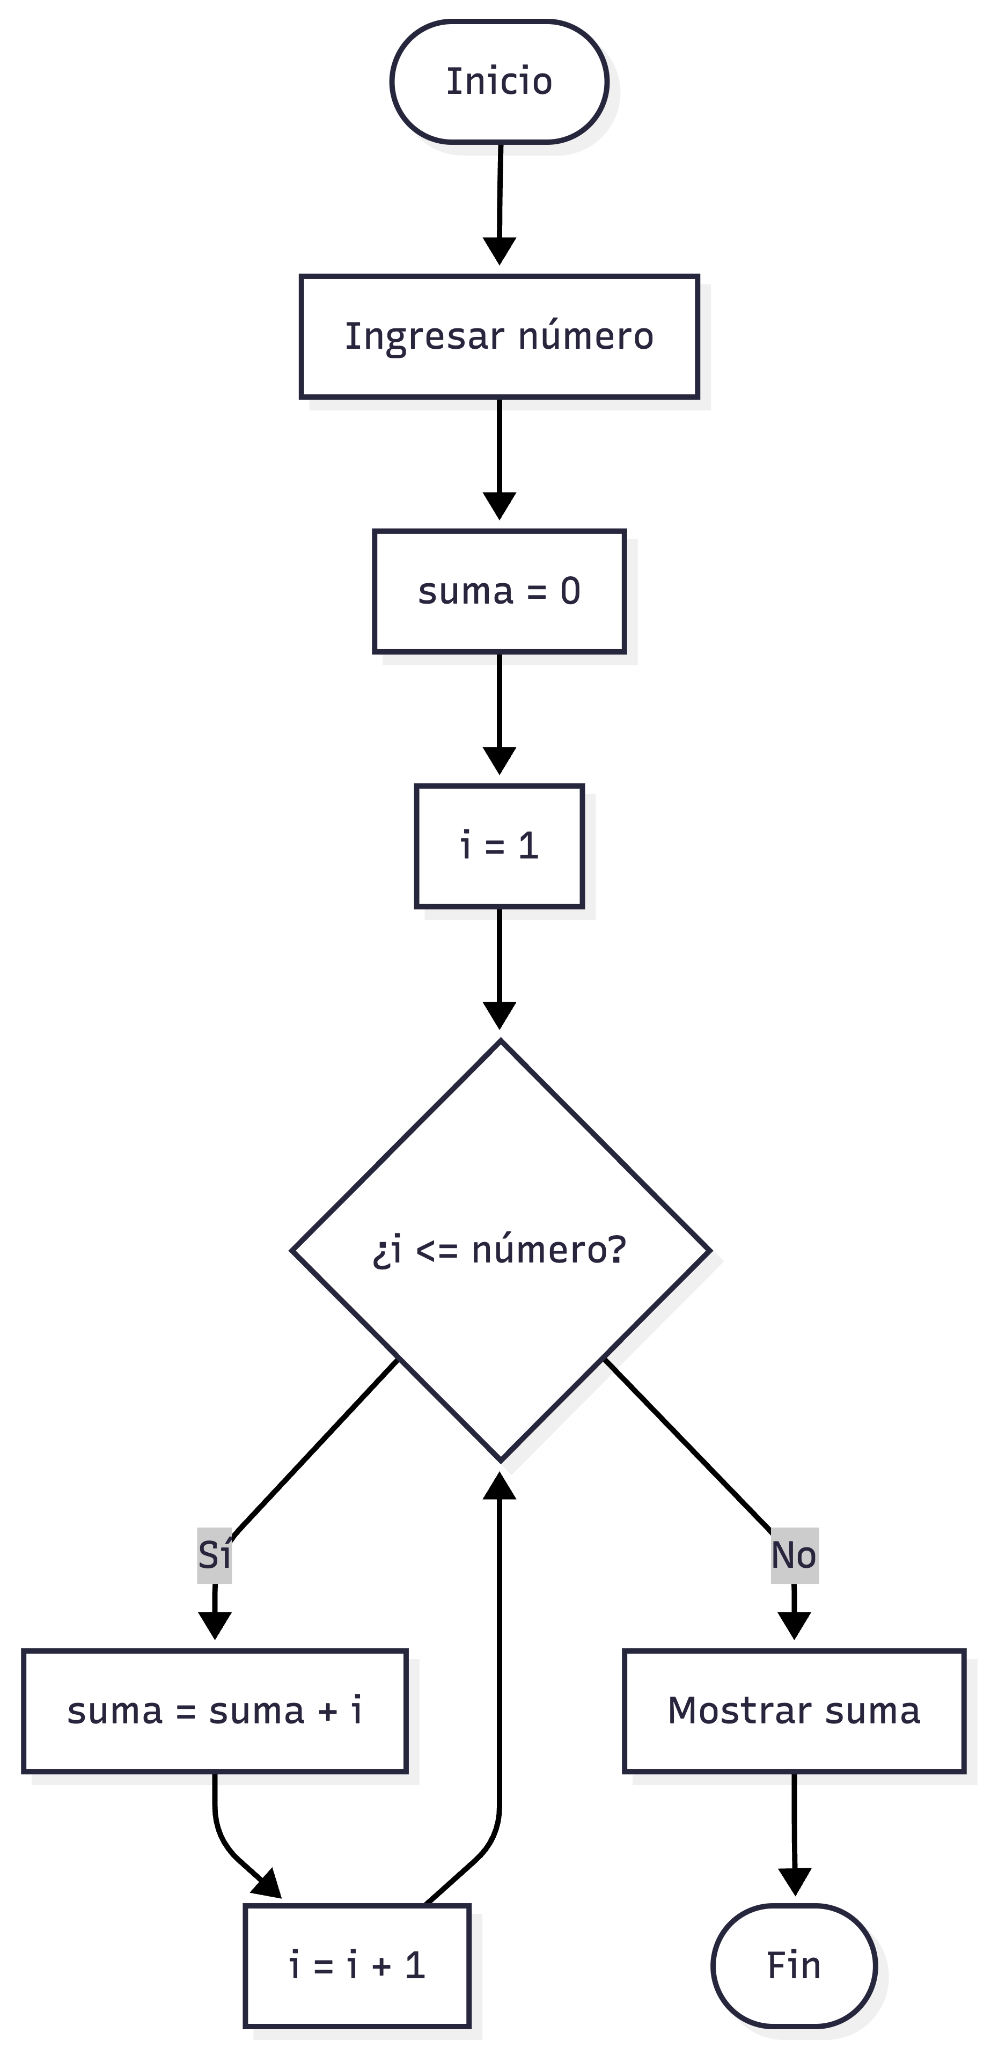 Inicio
Ingresar número
suma = 0
i = 1
¿i <= número?
Sí
No
suma = suma + i
Mostrar suma
i = i + 1
Fin